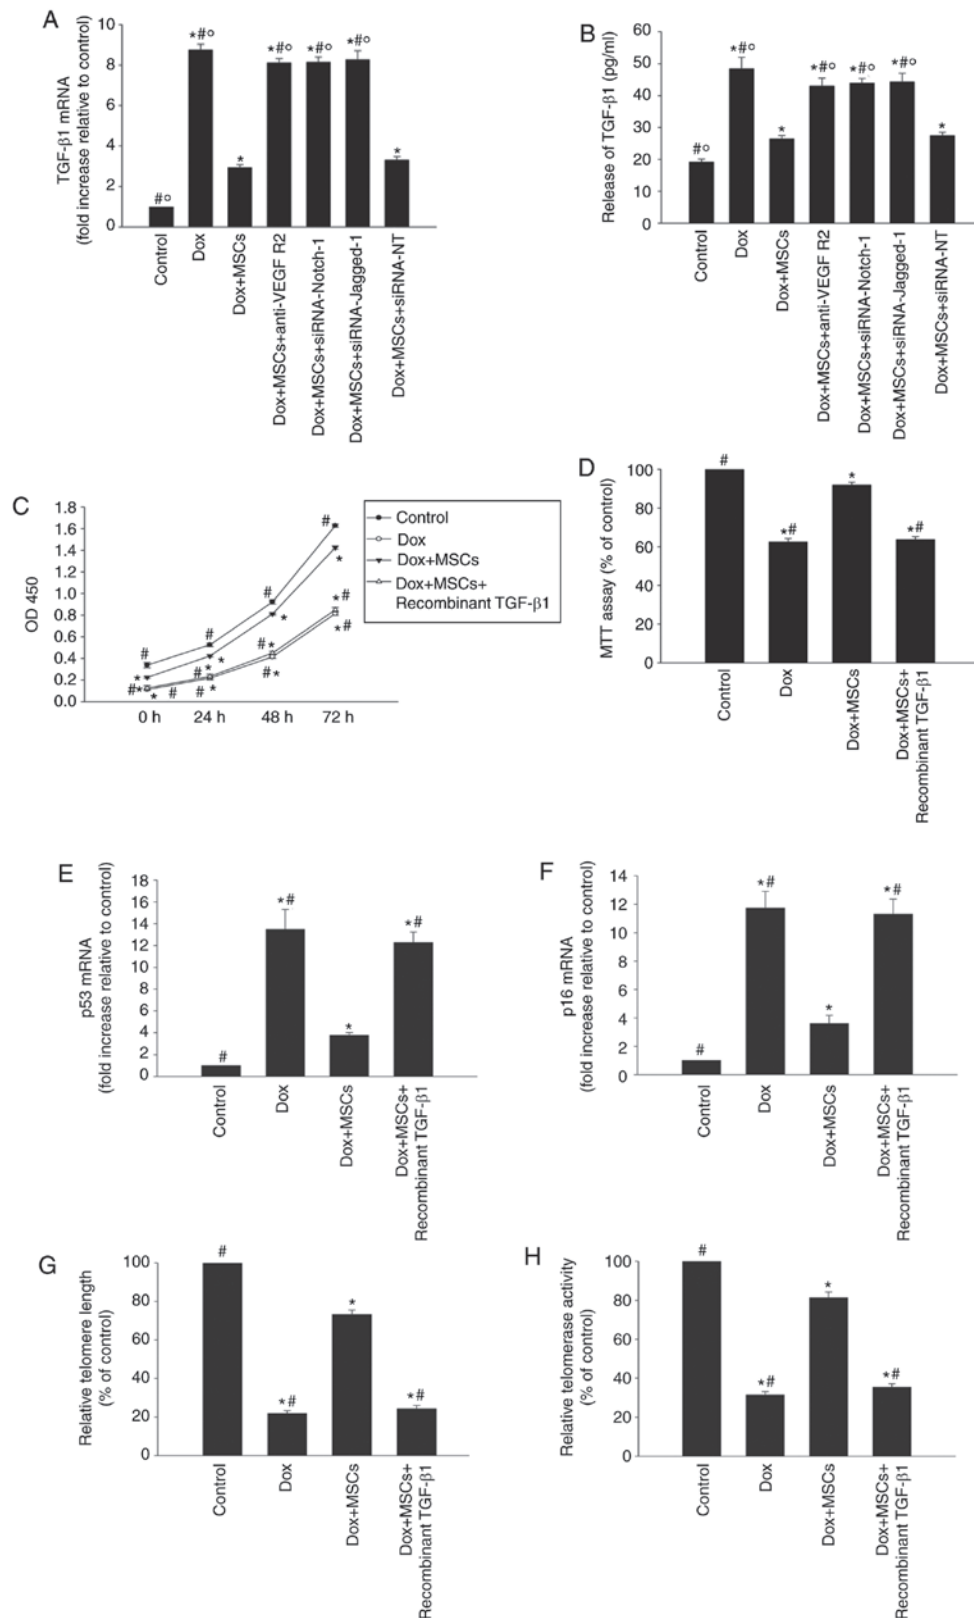 A
TGF-β1 mRNA
(fold increase relative to control)
10
8
6
4
2
0
#○
*#○
*
*#○
*#○
*#○
*
Control
Dox
Dox+MSCs
Dox+MSCs+anti-VEGF R2
Dox+MSCs+siRNA-Notch-1
Dox+MSCs+siRNA-Jagged-1
Dox+MSCs+siRNA-NT
B
Release of TGF-β1 (pg/ml)
60
50
40
30
20
10
0
#○
*#○
*
*#○
*#○
*#○
*
Control
Dox
Dox+MSCs
Dox+MSCs+anti-VEGF R2
Dox+MSCs+siRNA-Notch-1
Dox+MSCs+siRNA-Jagged-1
Dox+MSCs+siRNA-NT
C
OD 450
1.8
1.6
1.4
1.2
1.0
0.8
0.6
0.4
0.2
0.0
#
*
#*
*
#
#
*
#*
#*
#
*
#*
#*
#
*
*#
*#
0 h
24 h
48 h
72 h
Control
Dox
Dox+MSCs
Dox+MSCs+
Recombinant TGF-β1
D
MTT assay (% of control)
100
80
60
40
20
0
#
*#
*
*#
Control
Dox
Dox+MSCs
Dox+MSCs+
Recombinant TGF-β1
E
p53 mRNA
(fold increase relative to control)
18
16
14
12
10
8
6
4
2
0
#
*#
*
*#
Control
Dox
Dox+MSCs
Dox+MSCs+
Recombinant TGF-β1
F
p16 mRNA
(fold increase relative to control)
14
12
10
8
6
4
2
0
#
*#
*
*#
Control
Dox
Dox+MSCs
Dox+MSCs+
Recombinant TGF-β1
G
Relative telomere length
(% of control)
100
80
60
40
20
0
#
*#
*
*#
Control
Dox
Dox+MSCs
Dox+MSCs+
Recombinant TGF-β1
H
Relative telomerase activity
(% of control)
100
80
60
40
20
0
#
*#
*
*#
Control
Dox
Dox+MSCs
Dox+MSCs+
Recombinant TGF-β1